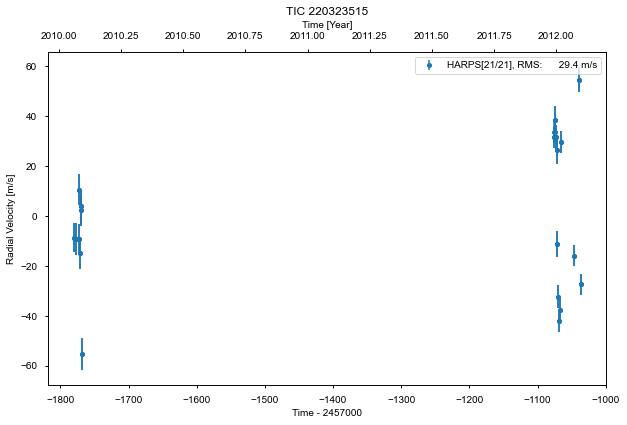 TIC 220323515
Time [Year]
2010.00 2010.25 2010.50 2010.75 2011.00 2011.25 2011.50 2011.75 2012.00
HARPS[21/21], RMS: 29.4 m/s
60
40
20
0
−20
−40
−60
Radial Velocity [m/s]
−1800 −1700 −1600 −1500 −1400 −1300 −1200 −1100 −1000
Time - 2457000